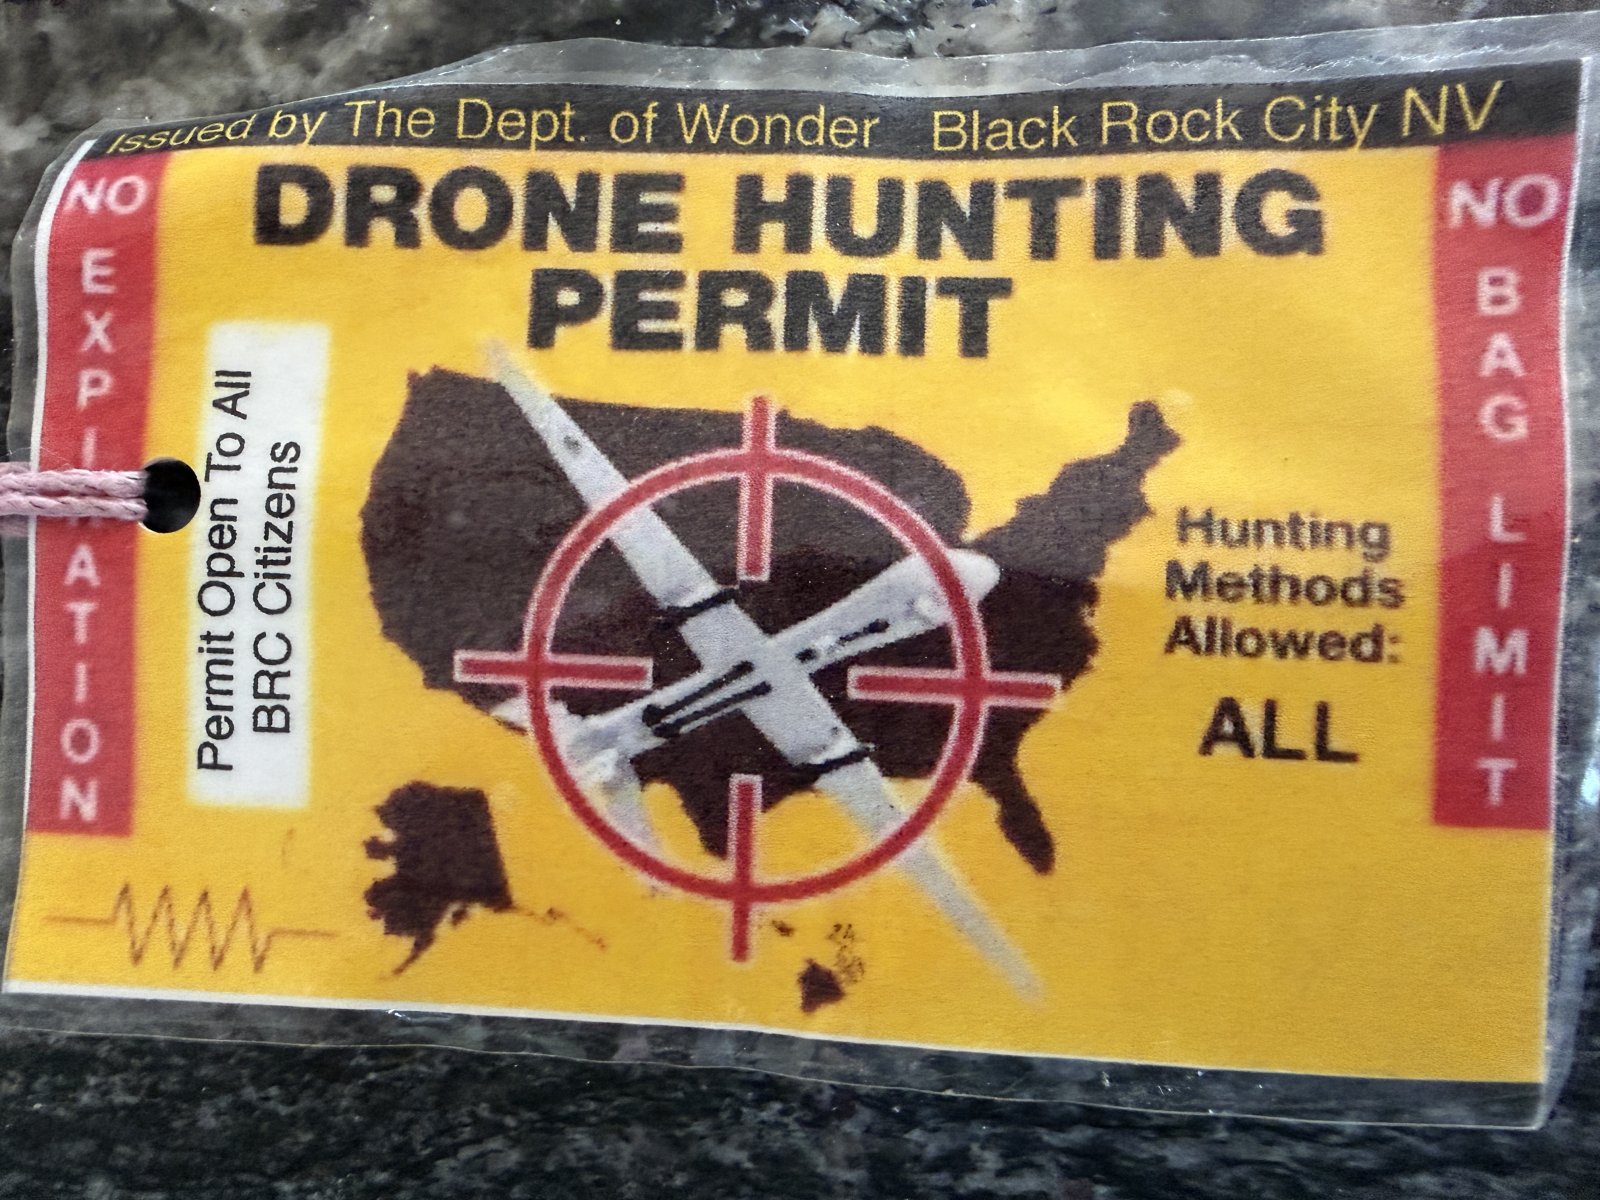 Issued by The Dept. of Wonder Black Rock City NV
NO EXPIRATION
DRONE HUNTING
PERMIT
Permit Open To All
BRC Citizens
Hunting
Methods
Allowed:
ALL
NO BAG LIMIT